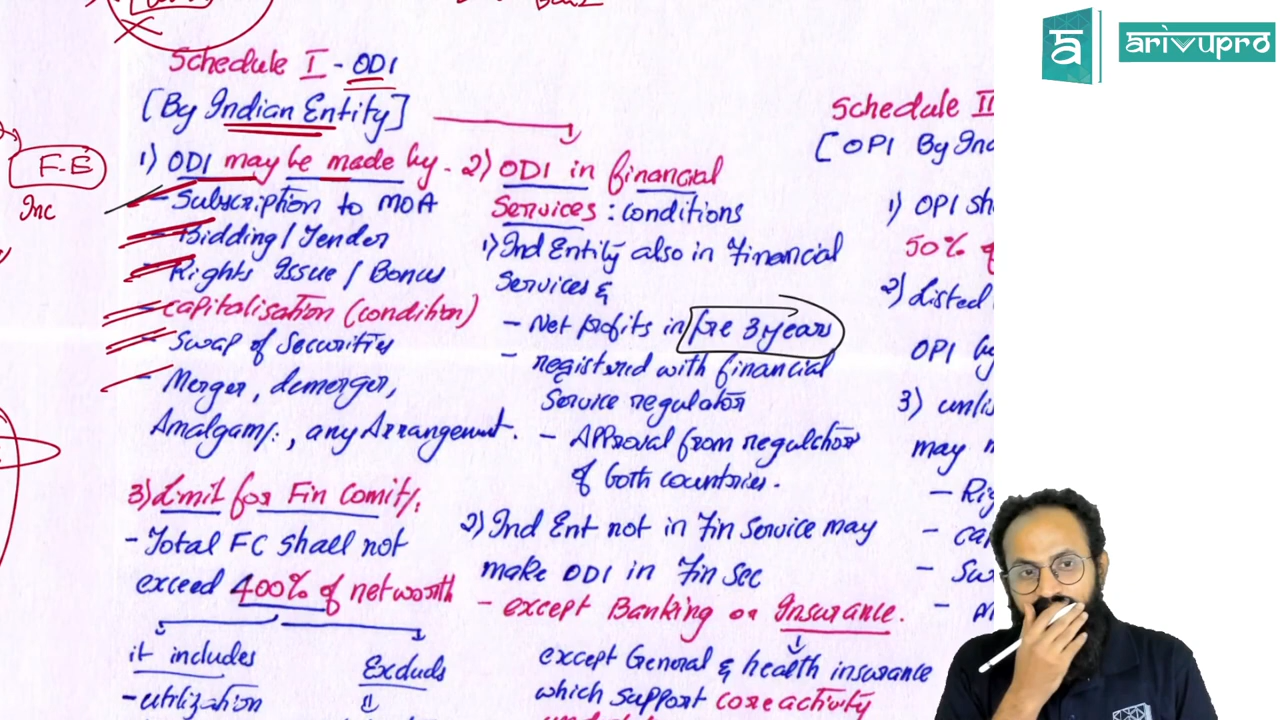 arivupro
Schedule I - ODI
[By Indian Entity]
1) ODI may be made by.
- Subscription to MOA
- Bidding/Tender
- Rights Issue / Bonus
- capitalisation (condition)
- Swap of Securities
- Merger, demerger,
Amalgam/:, any Arrangement.
3) Limit for Fin Comit/:
- Total FC shall not
exceed 400% of networth
it includes
- utilization
Excluds
F.E
Inc
2) ODI in financial
Services : conditions
1) Ind Entity also in Financial
Services &
- Net profits in pre 3 years
- registered with financial
Service regulator
- Approval from regulator
of both countries.
2) Ind Ent not in Fin Service may
make ODI in Fin Sec
- except Banking or Insurance.
except General & health insurance
which support core activity
Schedule II
[OPI By Ind
1) OPI sh
50% of
2) Listed
OPI by
3) unlis
may m
- Rig
- ca
- Sw